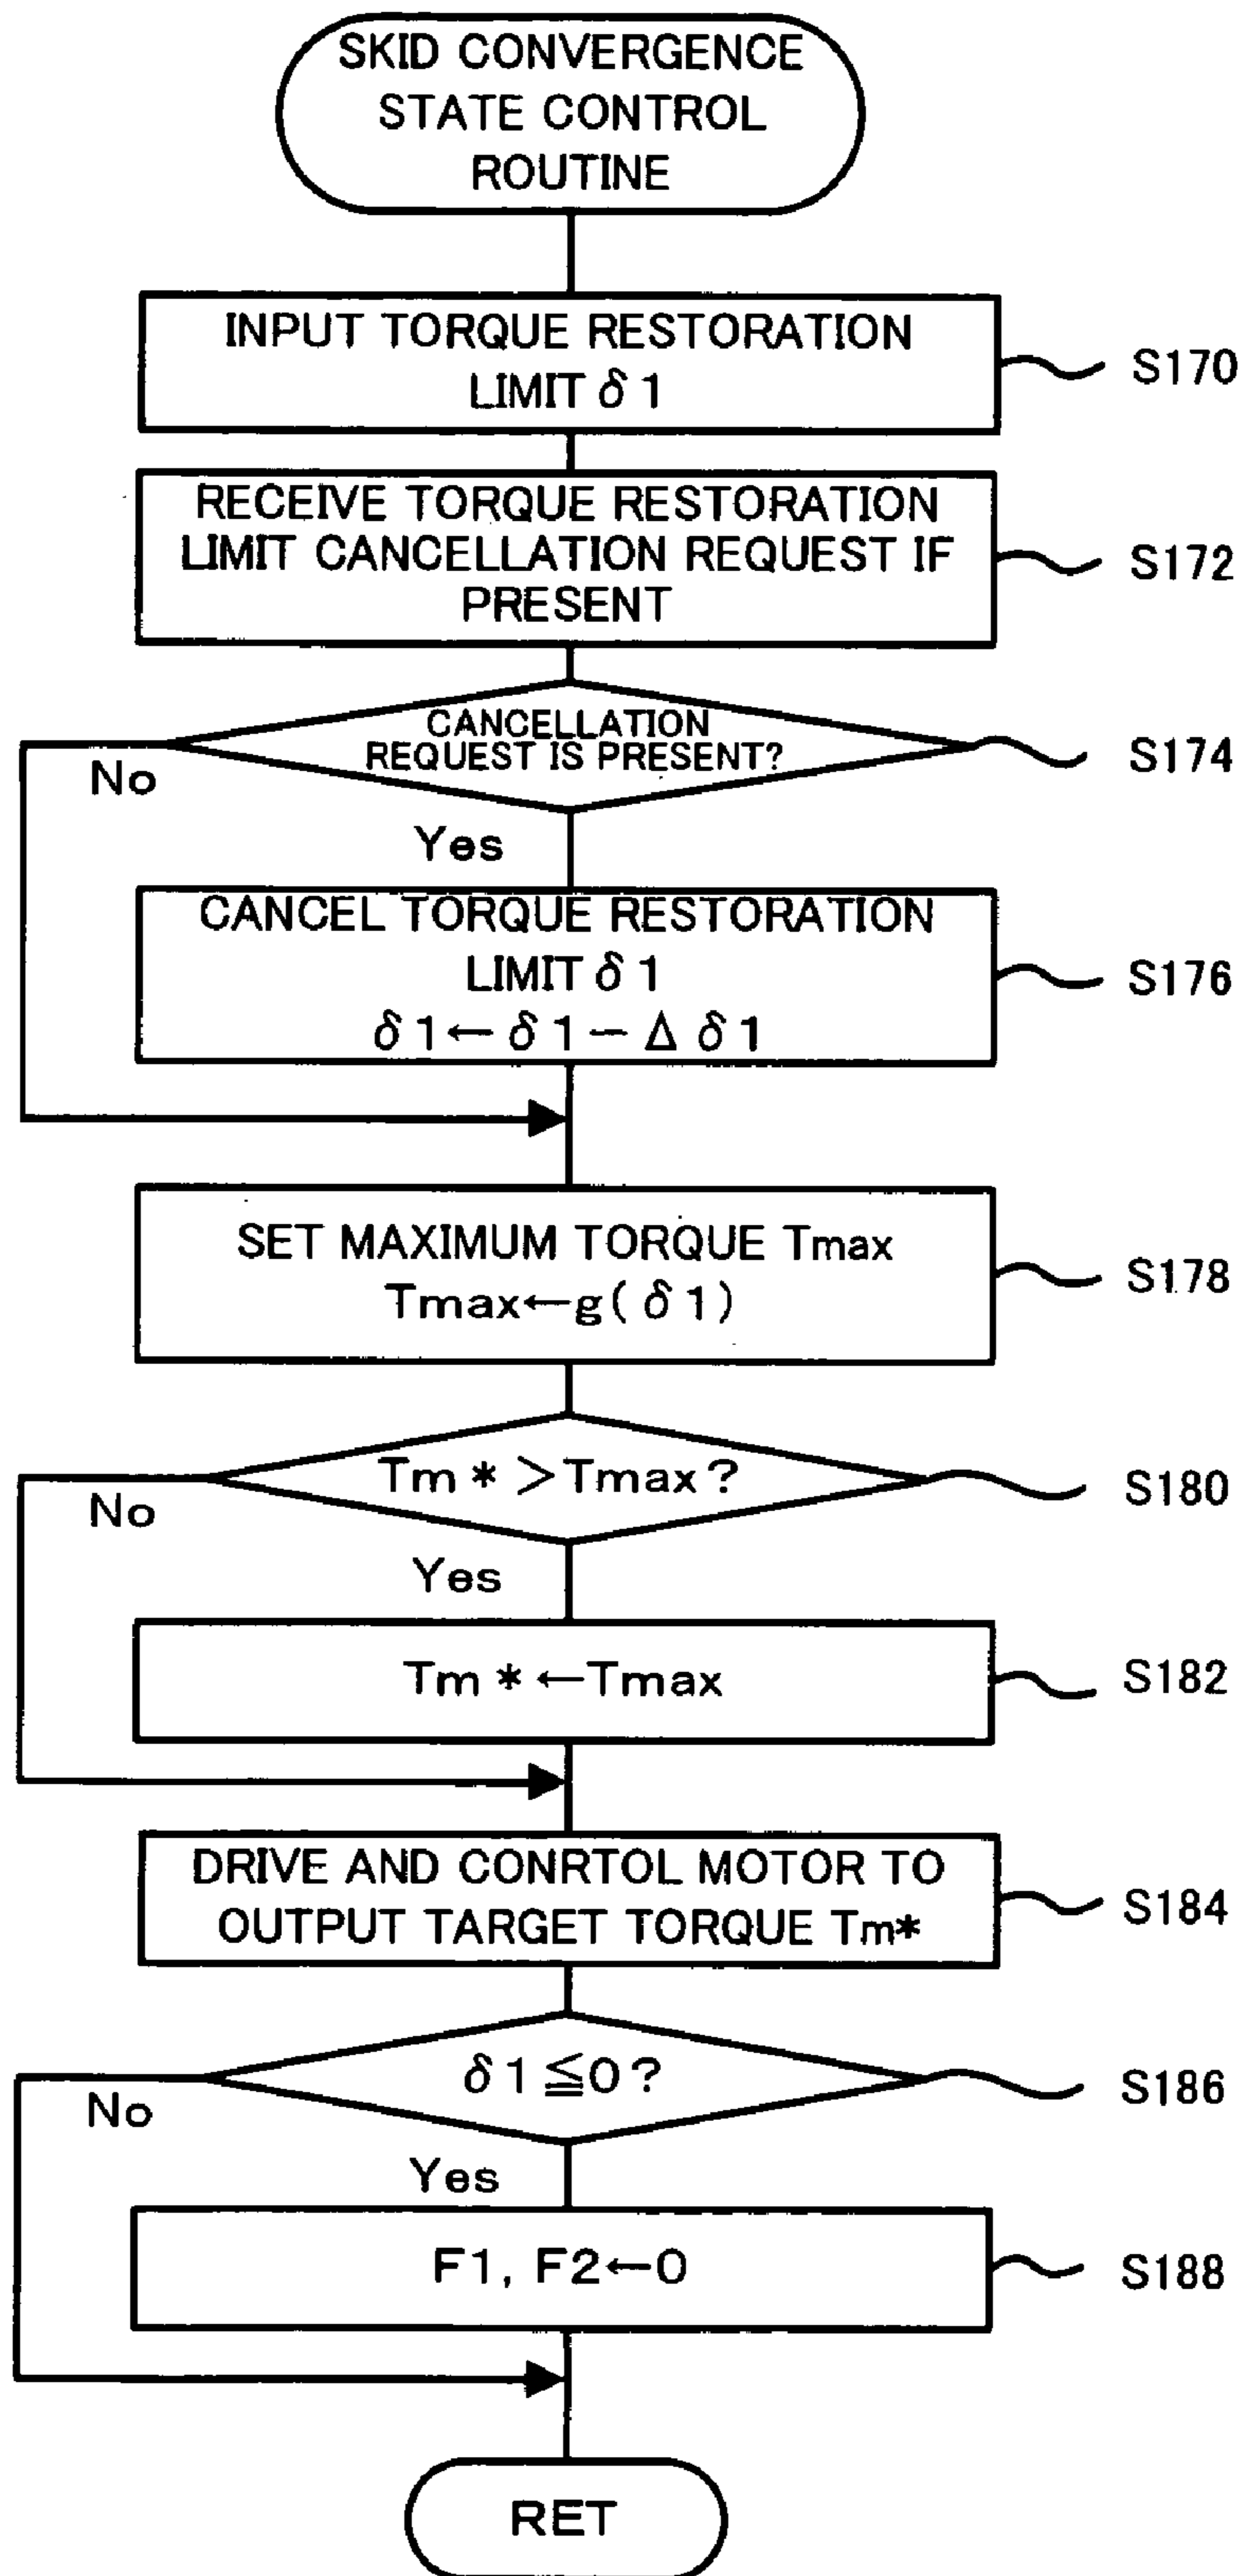 SKID CONVERGENCE
STATE CONTROL
ROUTINE
INPUT TORQUE RESTORATION
LIMIT δ1
S170
RECEIVE TORQUE RESTORATION
LIMIT CANCELLATION REQUEST IF
PRESENT
S172
CANCELLATION
REQUEST IS PRESENT?
S174
No
Yes
CANCEL TORQUE RESTORATION
LIMIT δ1
δ1←δ1-Δδ1
S176
SET MAXIMUM TORQUE Tmax
Tmax←g(δ1)
S178
Tm*>Tmax?
S180
No
Yes
Tm*←Tmax
S182
DRIVE AND CONRTOL MOTOR TO
OUTPUT TARGET TORQUE Tm*
S184
δ1≦0?
S186
No
Yes
F1, F2←0
S188
RET